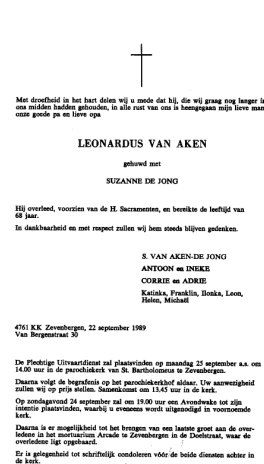 Met droefheid in het hart delen wij u mede dat hij, die wij graag nog langer in
ons midden hadden gehouden, in alle rust van ons is heengegaan mijn lieve man
onze goede pa en lieve opa
LEONARDUS VAN AKEN
gehuwd met
SUZANNE DE JONG
Hij overleed, voorzien van de H. Sacramenten, en bereikte de leeftijd van
68 jaar.
In dankbaarheid en met respect zullen wij hem steeds blijven gedenken.
S. VAN AKEN-DE JONG
ANTOON en INEKE
CORRIE en ADRIE
Katinka, Franklin, Ilonka, Leon,
Helen, Michaël
4761 KK Zevenbergen, 22 september 1989
Van Bergenstraat 30
De Plechtige Uitvaartdienst zal plaatsvinden op maandag 25 september a.s. om
14.00 uur in de parochiekerk van St. Bartholomeus te Zevenbergen.
Daarna volgt de begrafenis op het parochiekerkhof aldaar. Uw aanwezigheid
zullen wij op prijs stellen. Samenkomst om 13.45 uur in de kerk.
Op zondagavond 24 september zal om 19.00 uur een Avondwake tot zijn
intentie plaatsvinden, waarbij u eveneens wordt uitgenodigd in voornoemde
kerk.
Daarna is er mogelijkheid tot het brengen van een laatste groet aan de over-
ledene in het mortuarium Arcade te Zevenbergen in de Doelstraat, waar de
overledene ligt opgebaard.
Er is gelegenheid tot schriftelijk condoleren vóór de beide diensten achter in
de kerk.